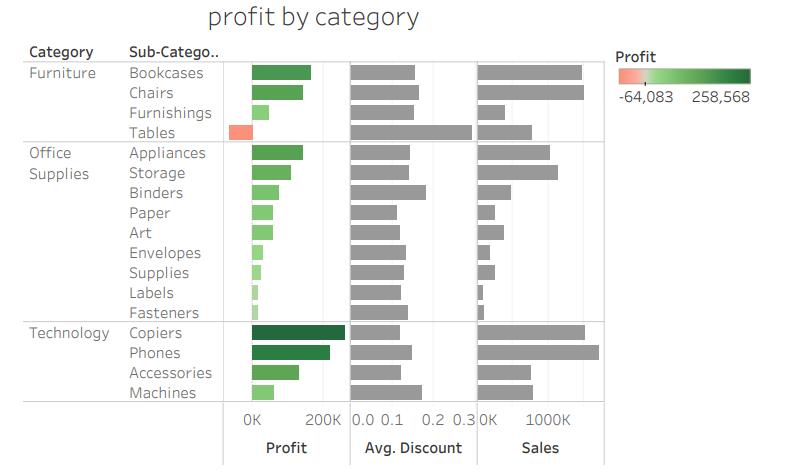 profit by category
Category Sub-Catego.. Profit
Furniture Bookcases
-64,083 258,568
Chairs
Furnishings
Tables
Office Appliances
Supplies Storage
Binders
Paper
Art
Envelopes
Supplies
Labels
Fasteners
Technology Copiers
Phones
Accessories
Machines
0K 200K 0.0 0.1 0.2 0.3 0K 1000K
Profit Avg. Discount Sales